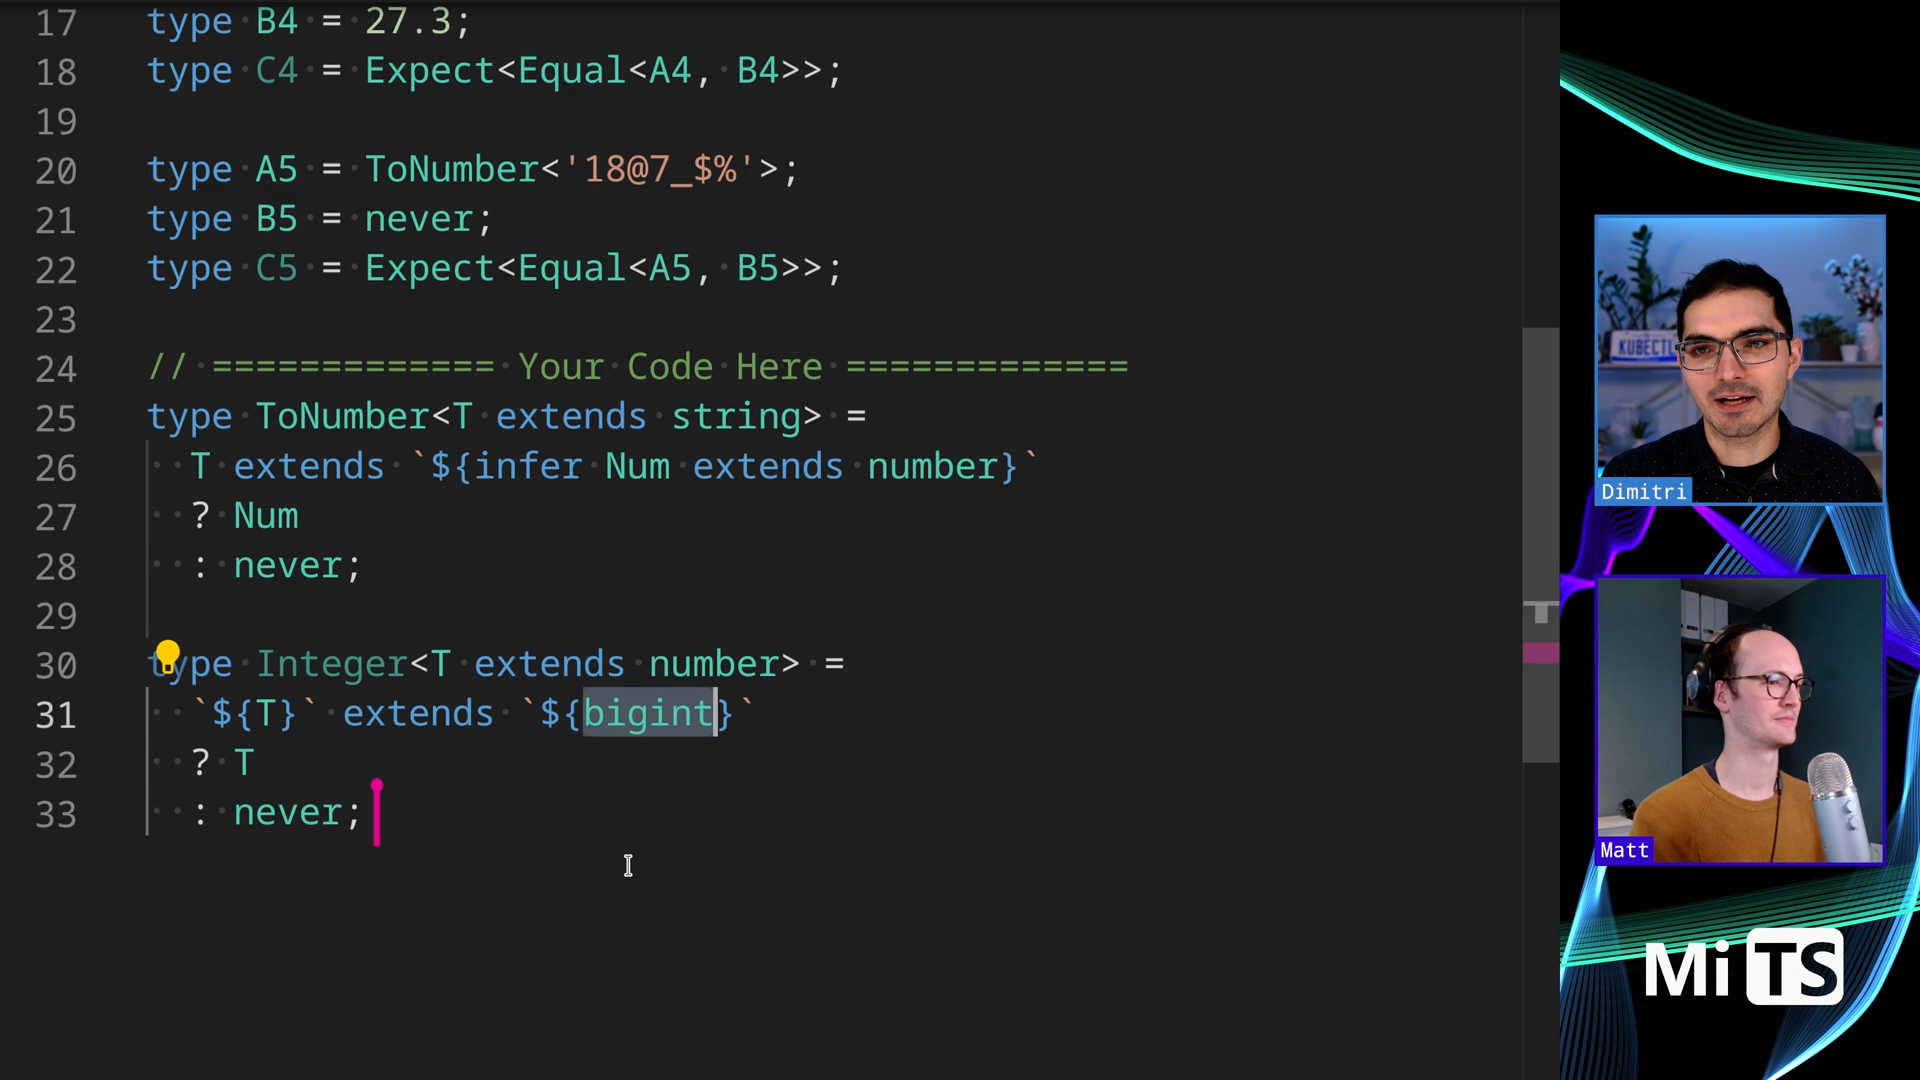 17 type B4 = 27.3;
18 type C4 = Expect<Equal<A4, B4>>;
19
20 type A5 = ToNumber<'18@7_$%'>;
21 type B5 = never;
22 type C5 = Expect<Equal<A5, B5>>;
23
24 // ============= Your Code Here =============
25 type ToNumber<T extends string> =
26 T extends `${infer Num extends number}`
27 ? Num
28 : never;
29
30 type Integer<T extends number> =
31 `${T}` extends `${bigint}`
32 ? T
33 : never;
KUBECTL
Dimitri
Matt
Mi TS